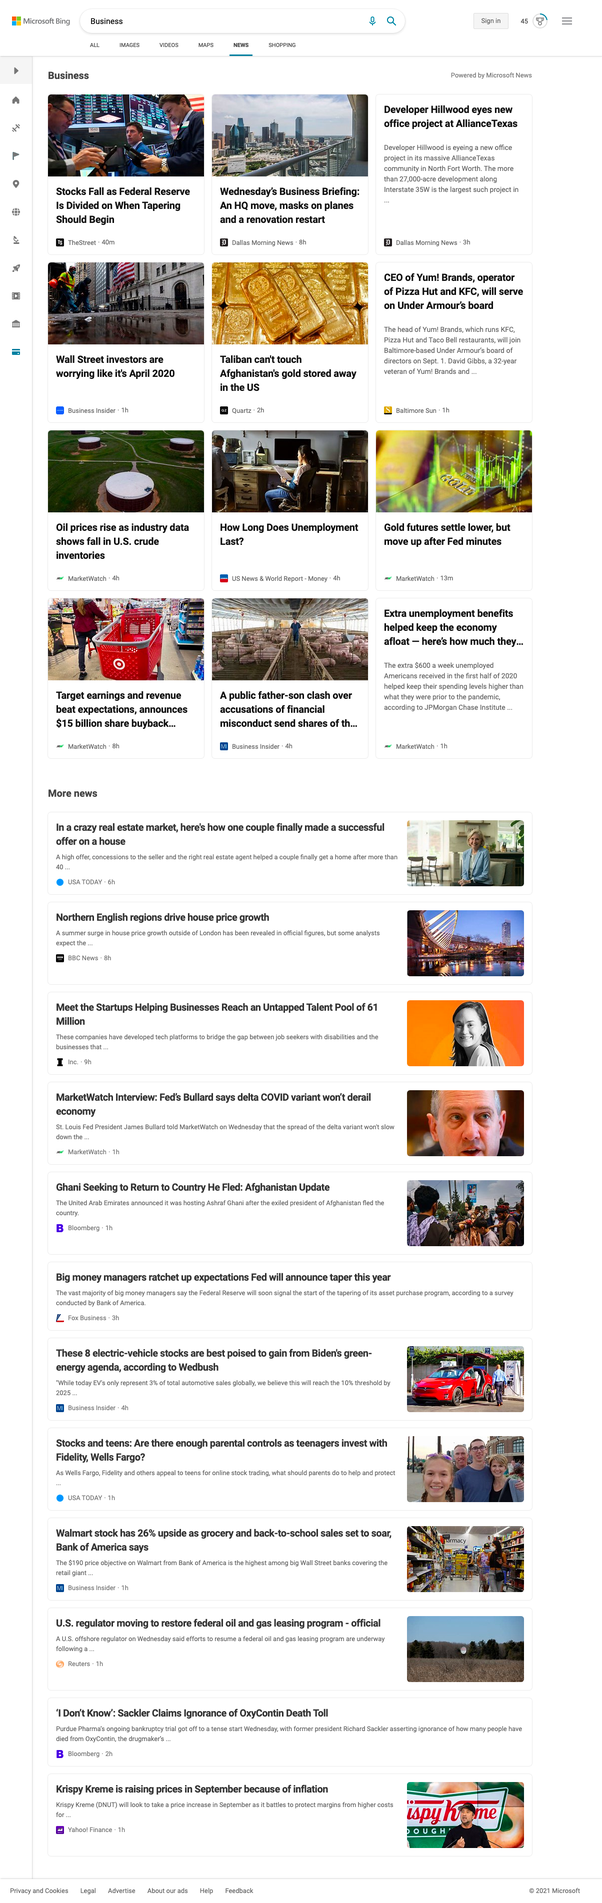 Microsoft Bing
Business
Sign in
45
ALL IMAGES VIDEOS MAPS NEWS SHOPPING
Business
Powered by Microsoft News
Stocks Fall as Federal Reserve
Is Divided on When Tapering
Should Begin
TheStreet · 40m
Wednesday's Business Briefing:
An HQ move, masks on planes
and a renovation restart
Dallas Morning News · 8h
Developer Hillwood eyes new
office project at AllianceTexas
Developer Hillwood is eyeing a new office
project in its massive AllianceTexas
community in North Fort Worth. The more
than 27,000-acre development along
Interstate 35W is the largest such project in
...
Dallas Morning News · 3h
Wall Street investors are
worrying like it's April 2020
Business Insider · 1h
Taliban can't touch
Afghanistan's gold stored away
in the US
Quartz · 2h
CEO of Yum! Brands, operator
of Pizza Hut and KFC, will serve
on Under Armour's board
The head of Yum! Brands, which runs KFC,
Pizza Hut and Taco Bell restaurants, will join
Baltimore-based Under Armour's board of
directors on Sept. 1. David Gibbs, a 32-year
veteran of Yum! Brands and ...
Baltimore Sun · 1h
Oil prices rise as industry data
shows fall in U.S. crude
inventories
MarketWatch · 4h
How Long Does Unemployment
Last?
US News & World Report - Money · 4h
Gold futures settle lower, but
move up after Fed minutes
MarketWatch · 13m
Target earnings and revenue
beat expectations, announces
$15 billion share buyback…
MarketWatch · 8h
A public father-son clash over
accusations of financial
misconduct send shares of th…
Business Insider · 4h
Extra unemployment benefits
helped keep the economy
afloat — here's how much they…
The extra $600 a week unemployed
Americans received in the first half of 2020
helped keep their spending levels higher than
what they were prior to the pandemic,
according to JPMorgan Chase Institute ...
MarketWatch · 1h
More news
In a crazy real estate market, here's how one couple finally made a successful
offer on a house
A high offer, concessions to the seller and the right real estate agent helped a couple finally get a home after more than
40 ...
USA TODAY · 6h
Northern English regions drive house price growth
A summer surge in house price growth outside of London has been revealed in official figures, but some analysts
expect the ...
BBC News · 8h
Meet the Startups Helping Businesses Reach an Untapped Talent Pool of 61
Million
These companies have developed tech platforms to bridge the gap between job seekers with disabilities and the
businesses that ...
Inc. · 9h
MarketWatch Interview: Fed's Bullard says delta COVID variant won't derail
economy
St. Louis Fed President James Bullard told MarketWatch on Wednesday that the spread of the delta variant won't slow
down the ...
MarketWatch · 1h
Ghani Seeking to Return to Country He Fled: Afghanistan Update
The United Arab Emirates announced it was hosting Ashraf Ghani after the exiled president of Afghanistan fled the
country.
Bloomberg · 1h
Big money managers ratchet up expectations Fed will announce taper this year
The vast majority of big money managers say the Federal Reserve will soon signal the start of the tapering of its asset purchase program, according to a survey
conducted by Bank of America.
Fox Business · 3h
These 8 electric-vehicle stocks are best poised to gain from Biden's green-
energy agenda, according to Wedbush
"While today EV's only represent 3% of total automotive sales globally, we believe this will reach the 10% threshold by
2025 ...
Business Insider · 4h
Stocks and teens: Are there enough parental controls as teenagers invest with
Fidelity, Wells Fargo?
As Wells Fargo, Fidelity and others appeal to teens for online stock trading, what should parents do to help and protect
...
USA TODAY · 1h
Walmart stock has 26% upside as grocery and back-to-school sales set to soar,
Bank of America says
The $190 price objective on Walmart from Bank of America is the highest among big Wall Street banks covering the
retail giant ...
Business Insider · 1h
U.S. regulator moving to restore federal oil and gas leasing program - official
A U.S. offshore regulator on Wednesday said efforts to resume a federal oil and gas leasing program are underway
following a ...
Reuters · 1h
'I Don't Know': Sackler Claims Ignorance of OxyContin Death Toll
Purdue Pharma's ongoing bankruptcy trial got off to a tense start Wednesday, with former president Richard Sackler asserting ignorance of how many people have
died from OxyContin, the drugmaker's ...
Bloomberg · 2h
Krispy Kreme is raising prices in September because of inflation
Krispy Kreme (DNUT) will look to take a price increase in September as it battles to protect margins from higher costs
for ...
Yahoo! Finance · 1h
Privacy and Cookies Legal Advertise About our ads Help Feedback © 2021 Microsoft